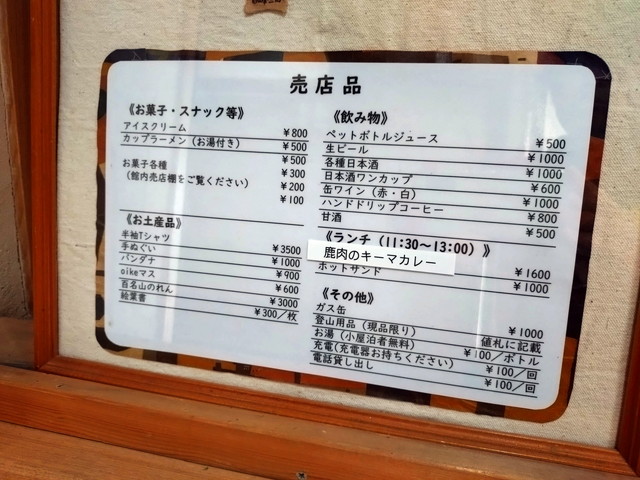 売店品
《お菓子・スナック等》
アイスクリーム ¥800
カップラーメン（お湯付き） ¥500
お菓子各種
（館内売店棚をご覧ください）
¥500
¥300
¥200
¥100
《お土産品》
半袖Tシャツ ¥3500
手ぬぐい ¥1000
バンダナ ¥900
oikeマス ¥600
百名山のれん ¥3000
絵葉書 ¥300／枚
《飲み物》
ペットボトルジュース ¥500
生ビール ¥1000
各種日本酒 ¥1000
日本酒ワンカップ ¥600
缶ワイン（赤・白） ¥1000
ハンドドリップコーヒー ¥800
甘酒 ¥500
《ランチ（11:30〜13:00）》
鹿肉のキーマカレー ¥1600
ホットサンド ¥1000
《その他》
ガス缶 ¥1000
登山用品（現品限り） 値札に記載
お湯（小屋泊者無料） ¥100／ボトル
充電(充電器お持ちください） ¥100／回
電話貸し出し ¥100／回